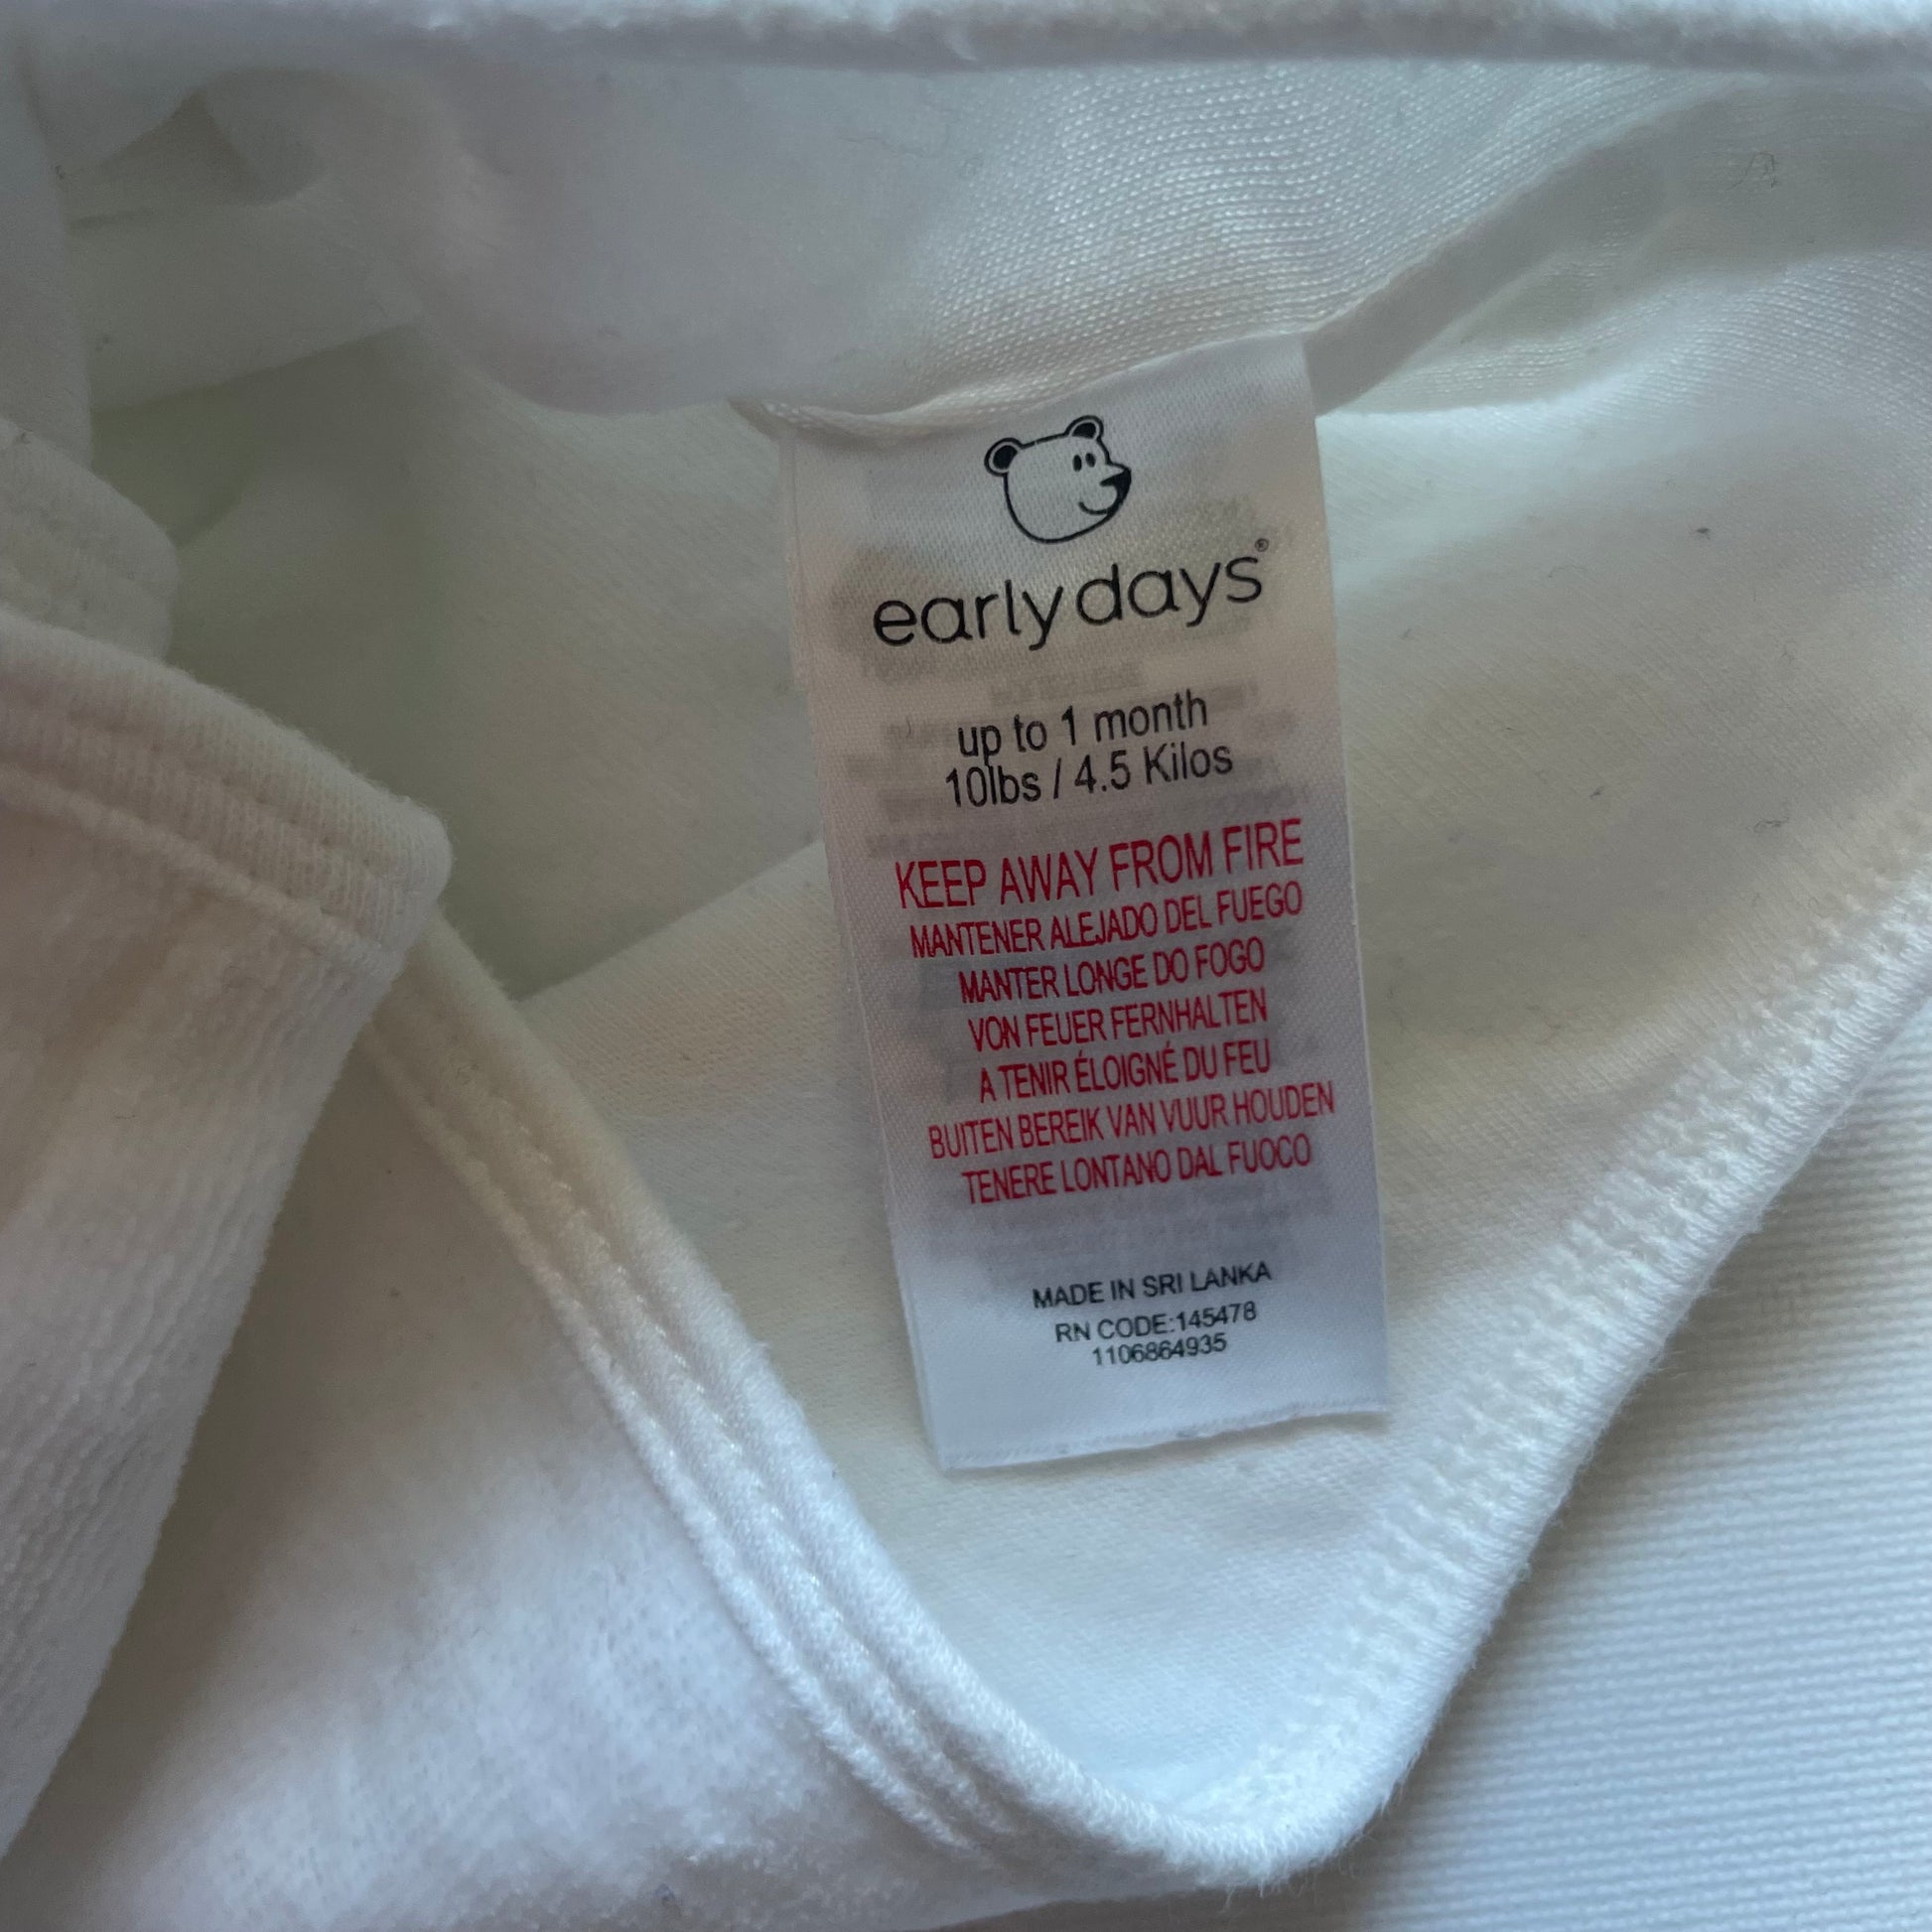 early days®
up to 1 month
10lbs / 4.5 Kilos
KEEP AWAY FROM FIRE
MANTENER ALEJADO DEL FUEGO
MANTER LONGE DO FOGO
VON FEUER FERNHALTEN
A TENIR ÉLOIGNÉ DU FEU
BUITEN BEREIK VAN VUUR HOUDEN
TENERE LONTANO DAL FUOCO
MADE IN SRI LANKA
RN CODE:145478
1106864935